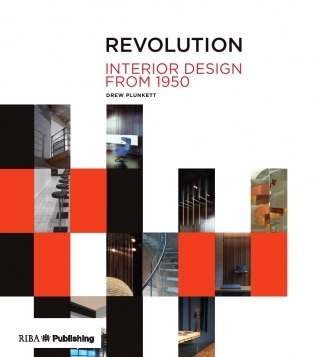 REVOLUTION
INTERIOR DESIGN
FROM 1950
DREW PLUNKETT
RIBA Publishing